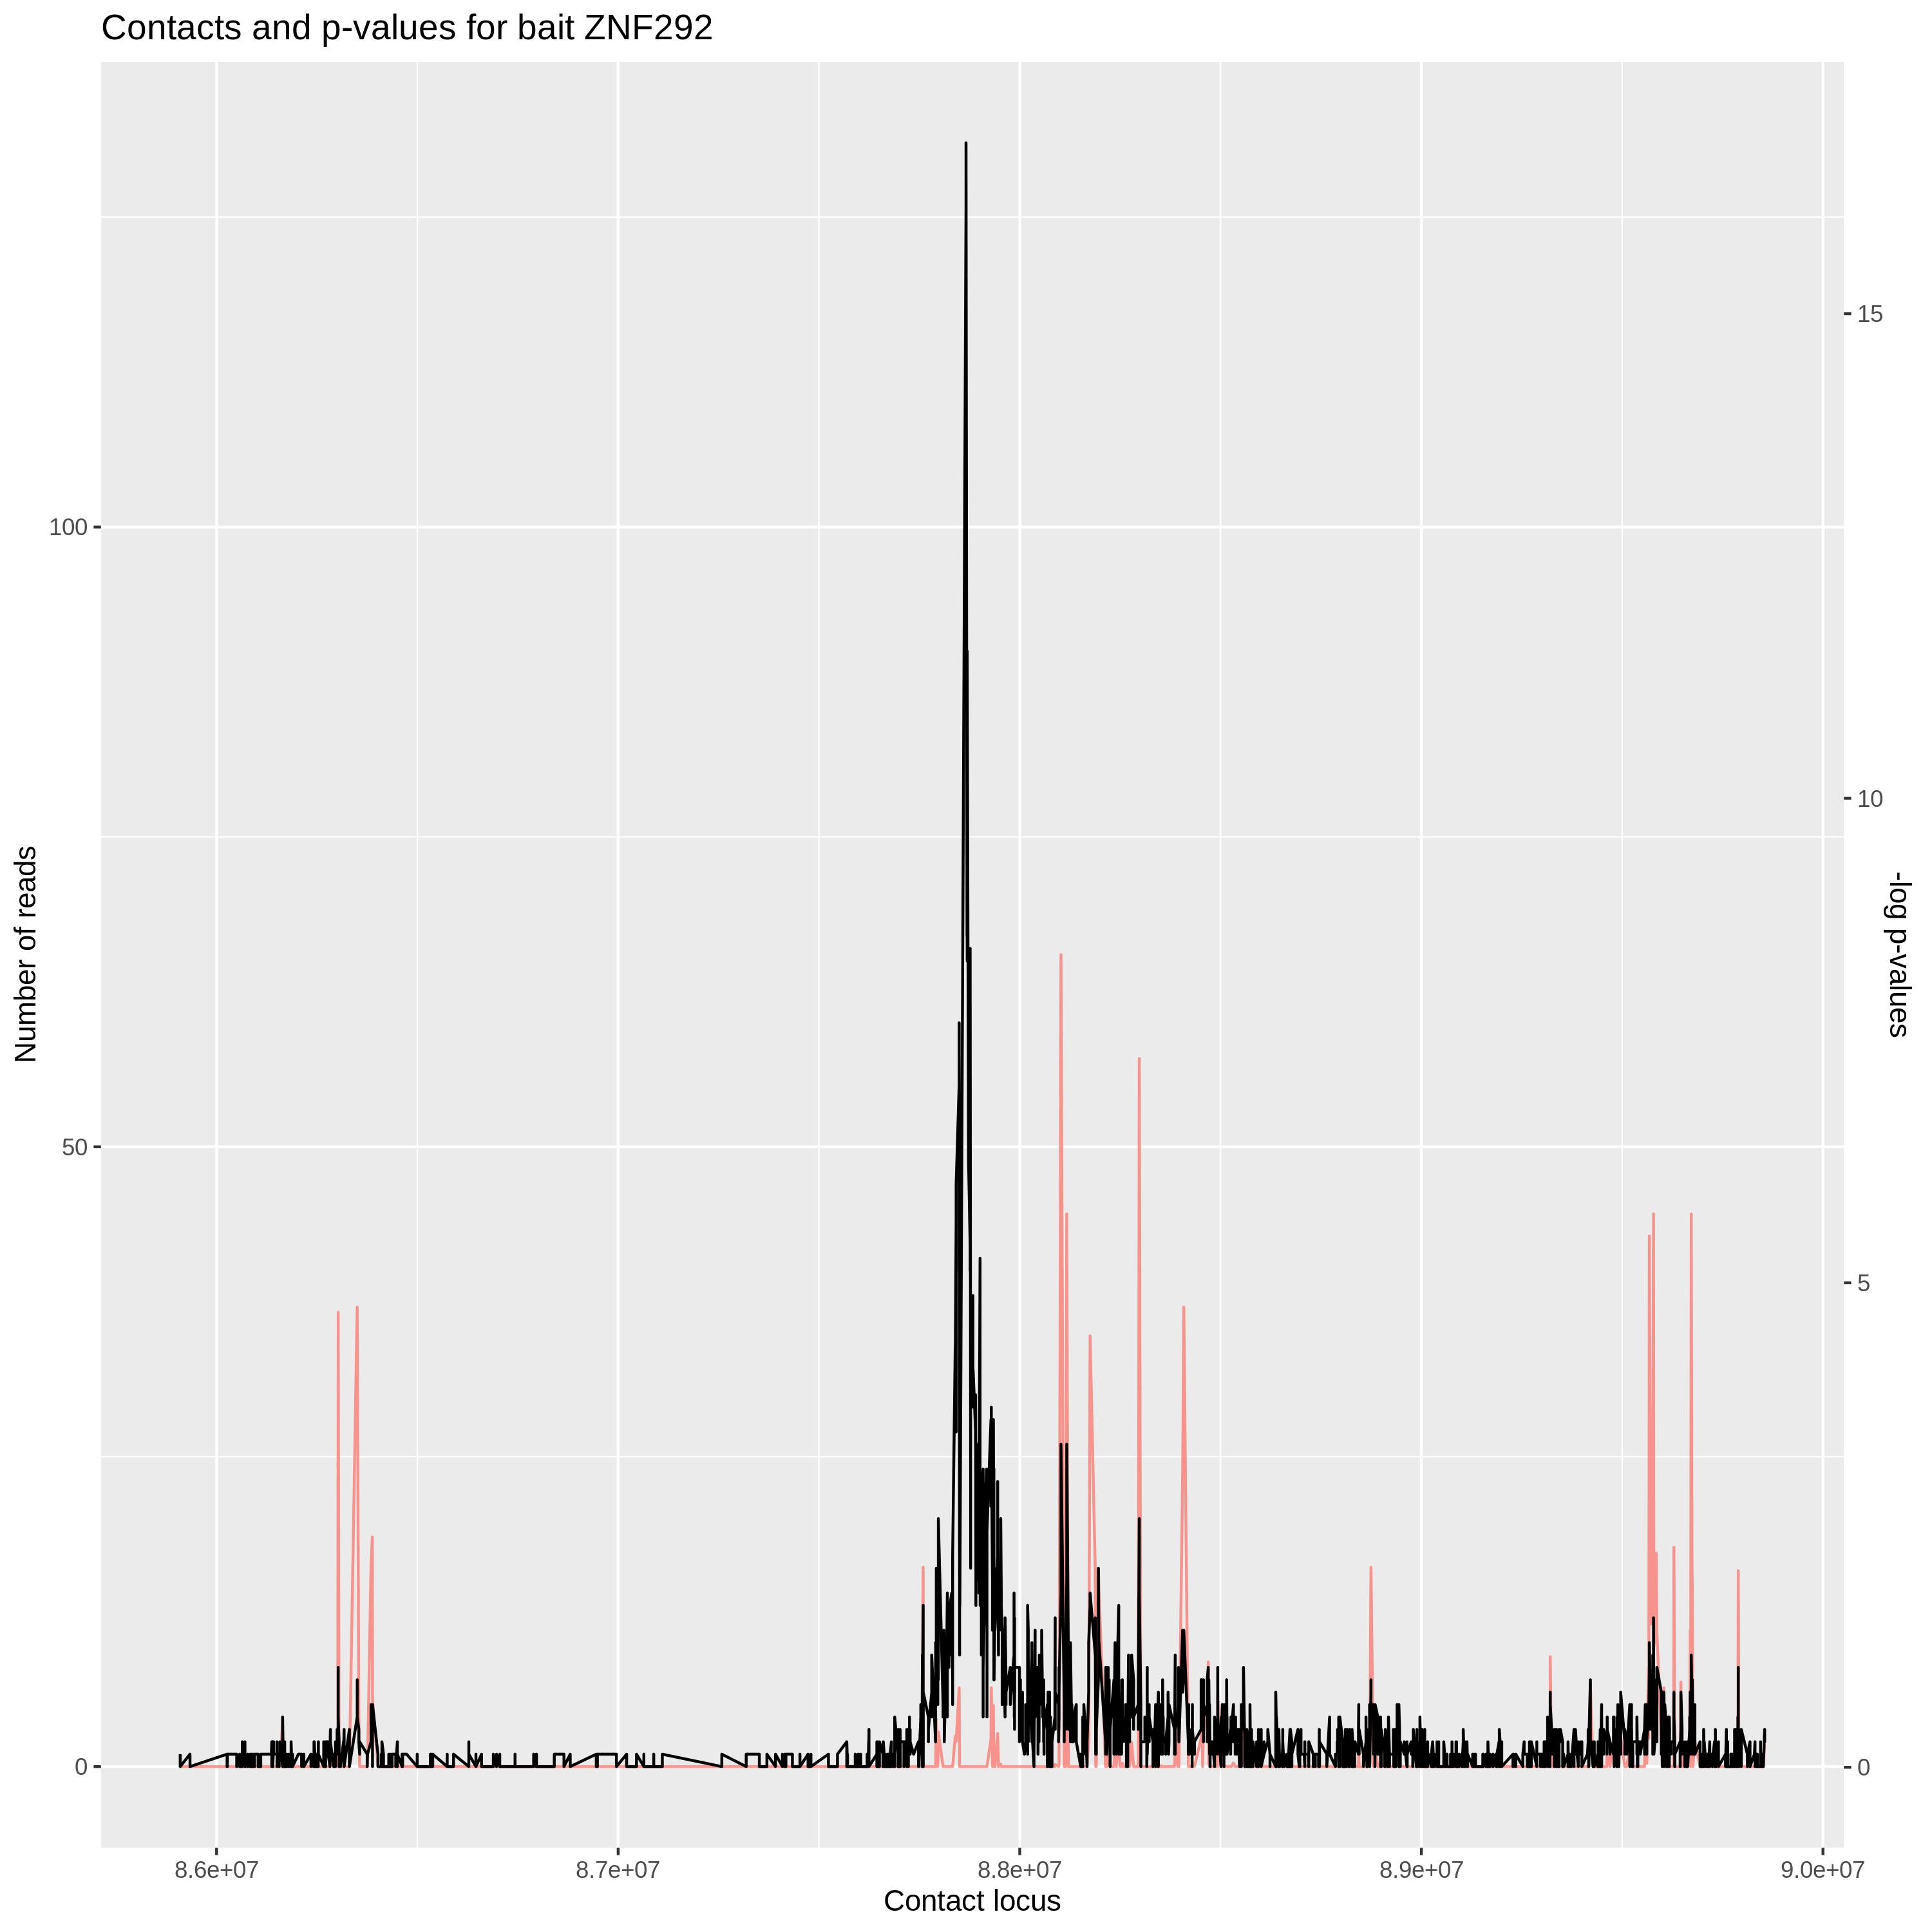 Contacts and p-values for bait ZNF292
Number of reads
100
50
0
15
10
5
0
-log p-values
8.6e+07
8.7e+07
8.8e+07
8.9e+07
9.0e+07
Contact locus